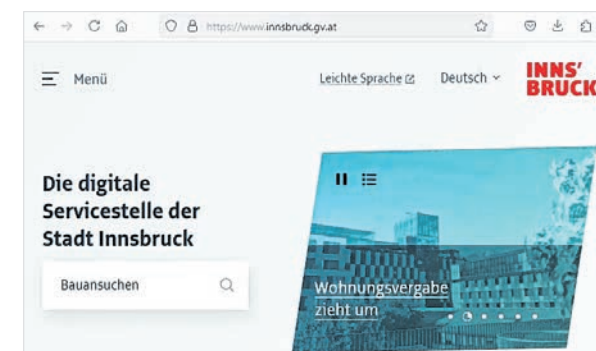 https://www.innsbruck.gv.at
Menü
Leichte Sprache
Deutsch
INNS'
BRUCK
Die digitale
Servicestelle der
Stadt Innsbruck
Bauansuchen
Wohnungsvergabe
zieht um